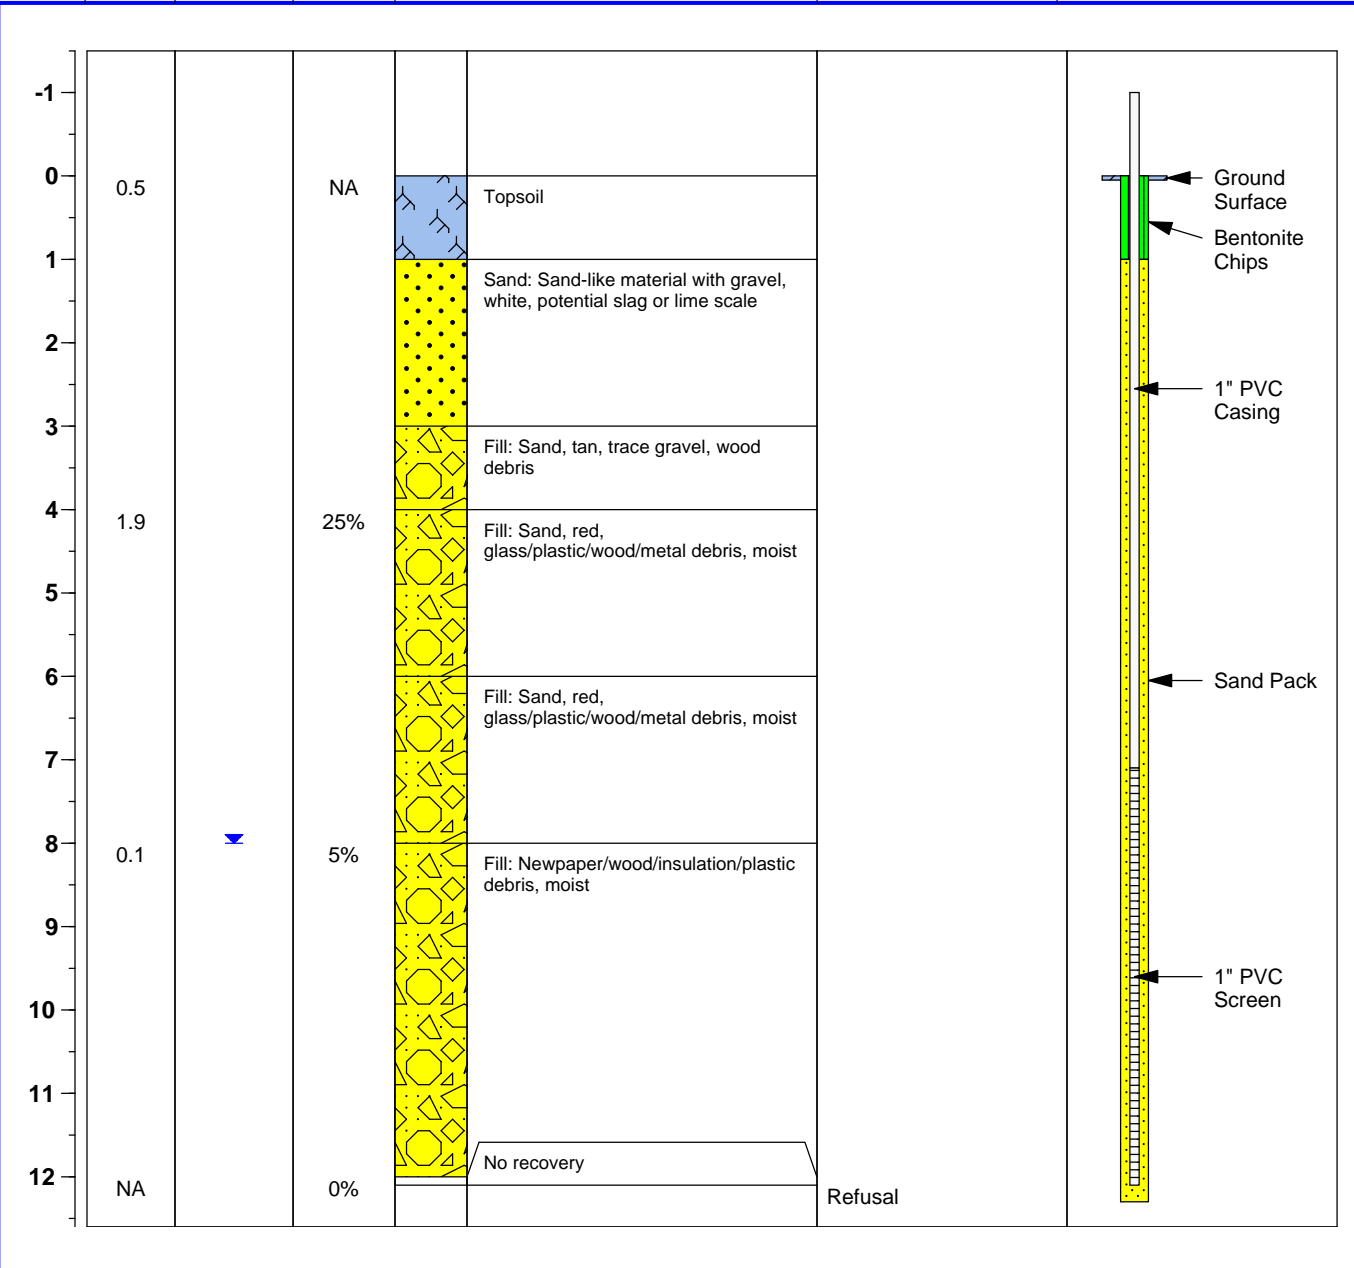 -1
0
0.5
NA
Topsoil
Ground
Surface
Bentonite
Chips
1
Sand: Sand-like material with gravel,
white, potential slag or lime scale
2
1" PVC
Casing
3
Fill: Sand, tan, trace gravel, wood
debris
4
1.9
25%
Fill: Sand, red,
glass/plastic/wood/metal debris, moist
5
6
Fill: Sand, red,
glass/plastic/wood/metal debris, moist
Sand Pack
7
8
0.1
5%
Fill: Newpaper/wood/insulation/plastic
debris, moist
9
1" PVC
Screen
10
11
No recovery
12
NA
0%
Refusal